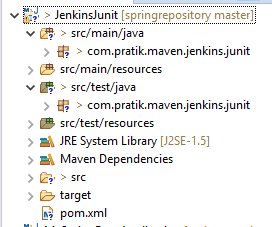 > JenkinsJunit [springrepository master]
> src/main/java
> com.pratik.maven.jenkins.junit
src/main/resources
> src/test/java
> com.pratik.maven.jenkins.junit
src/test/resources
JRE System Library [J2SE-1.5]
Maven Dependencies
> src
target
pom.xml